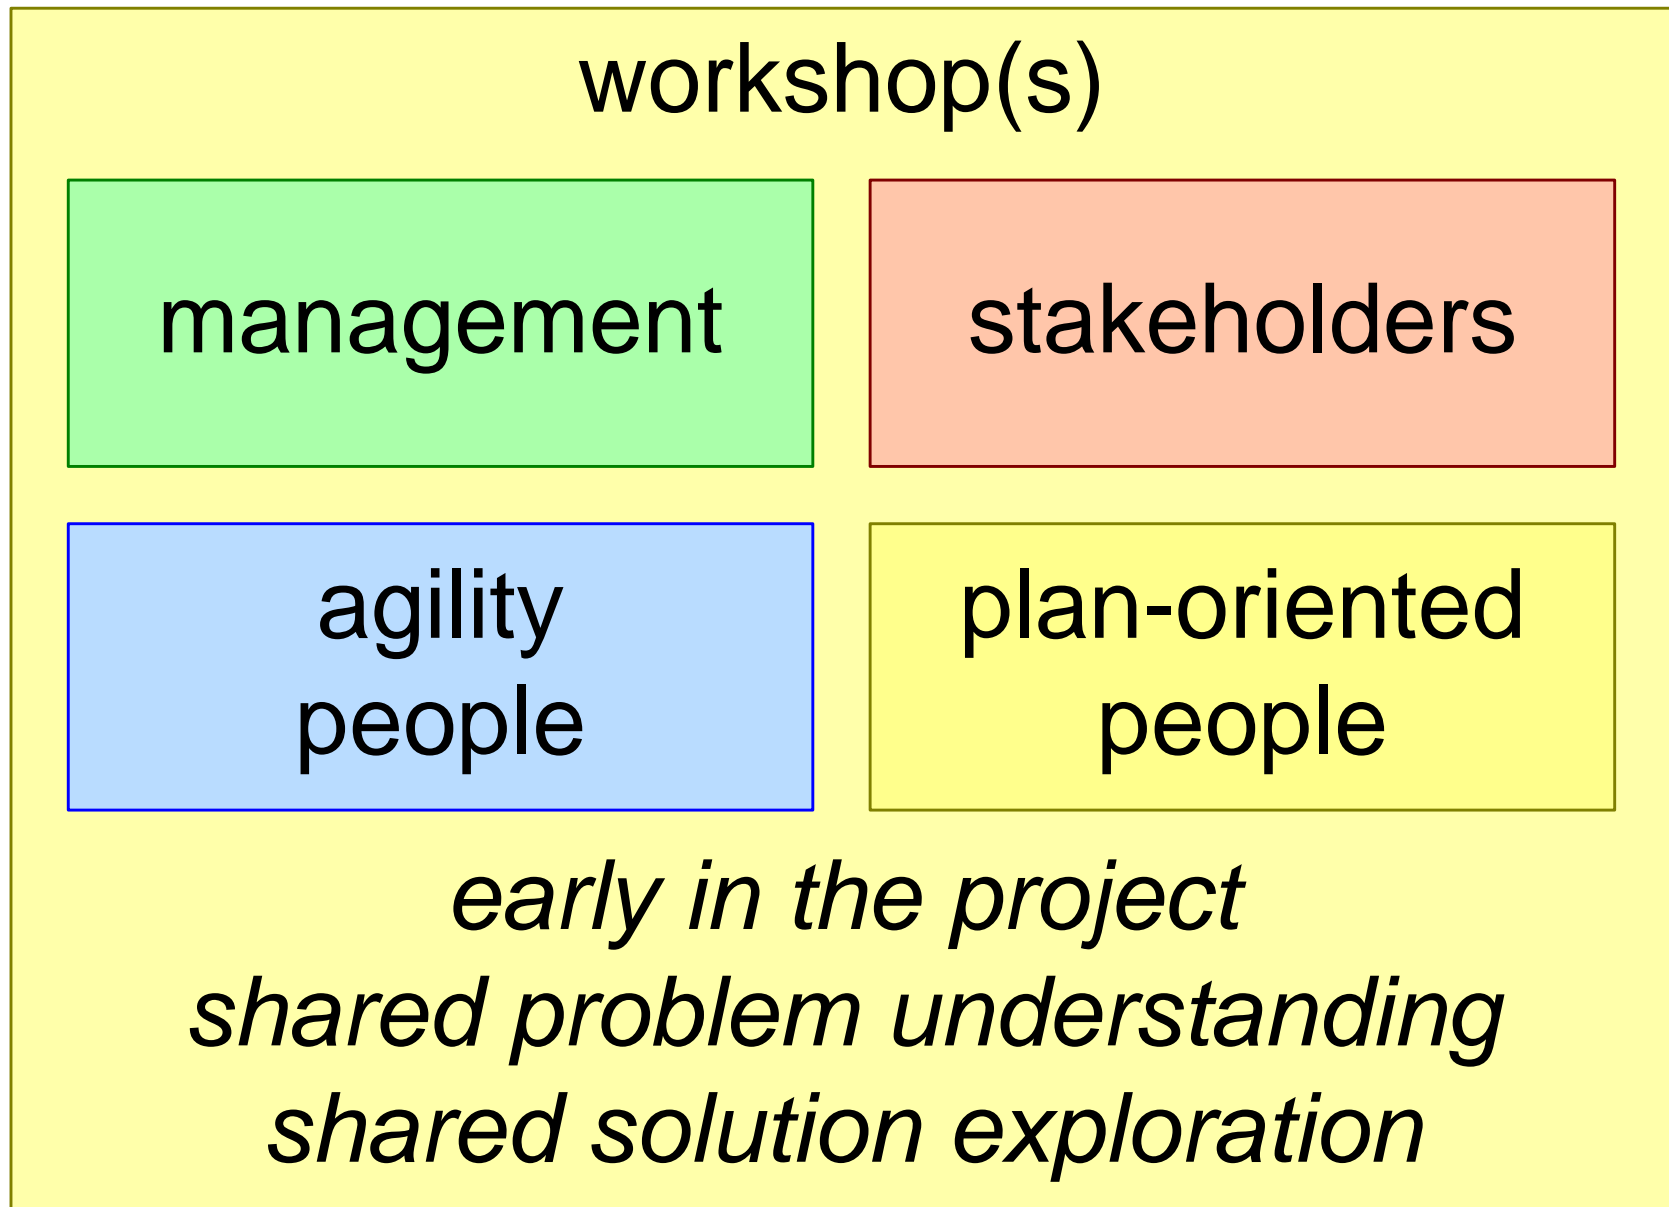 workshop(s)
management
stakeholders
agility
people
plan-oriented
people
early in the project
shared problem understanding
shared solution exploration